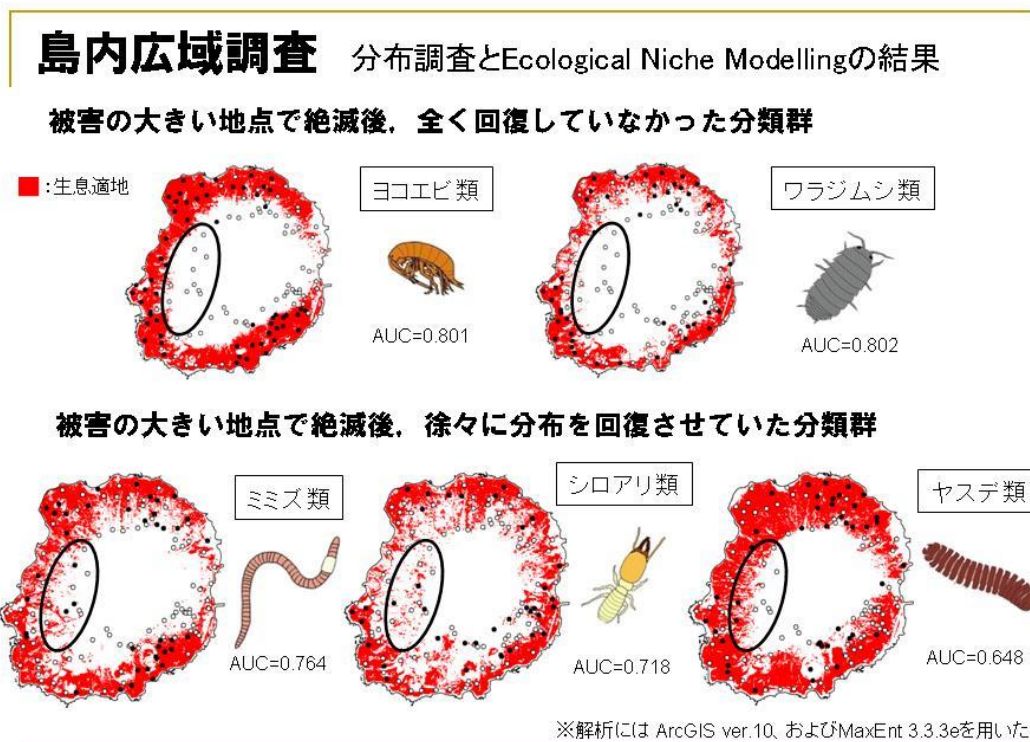 島内広域調査 分布調査とEcological Niche Modellingの結果
被害の大きい地点で絶滅後，全く回復していなかった分類群
:生息適地
ヨコエビ類
ワラジムシ類
AUC=0.801
AUC=0.802
被害の大きい地点で絶滅後，徐々に分布を回復させていた分類群
ミミズ類
シロアリ類
ヤスデ類
AUC=0.764
AUC=0.718
AUC=0.648
※解析には ArcGIS ver.10、およびMaxEnt 3.3.3eを用いた